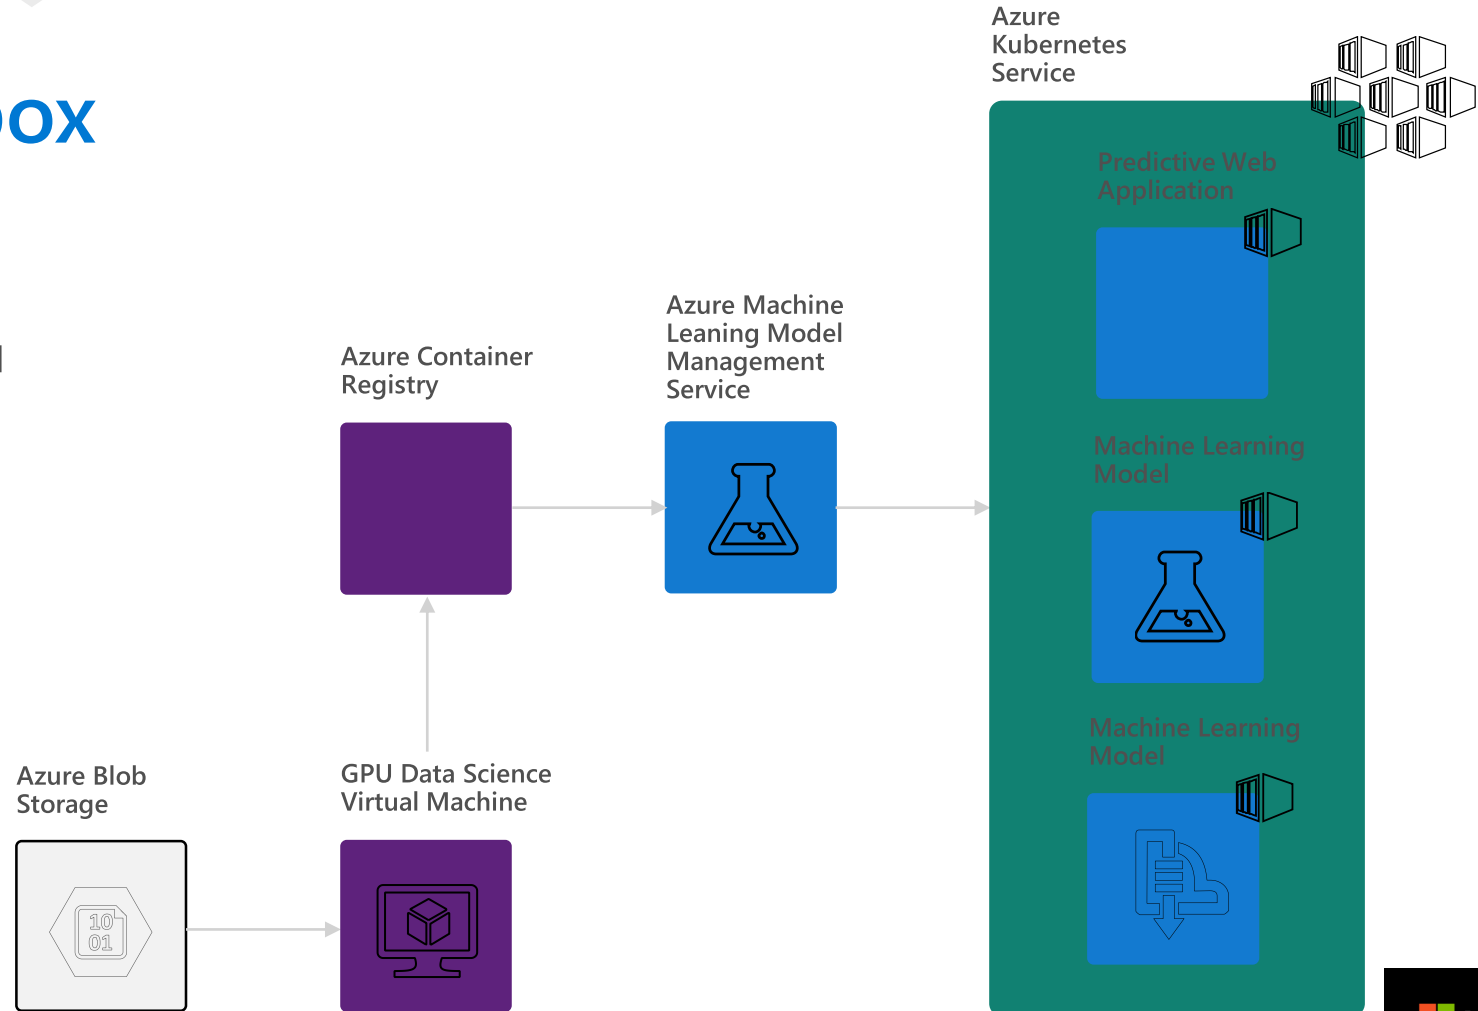 Azure
Kubernetes
Service
ox
Predictive Web
Application
Azure Machine
Leaning Model
Management
Service
Azure Container
Registry
Machine Learning
Model
Machine Learning
Model
Azure Blob
Storage
GPU Data Science
Virtual Machine
10
01